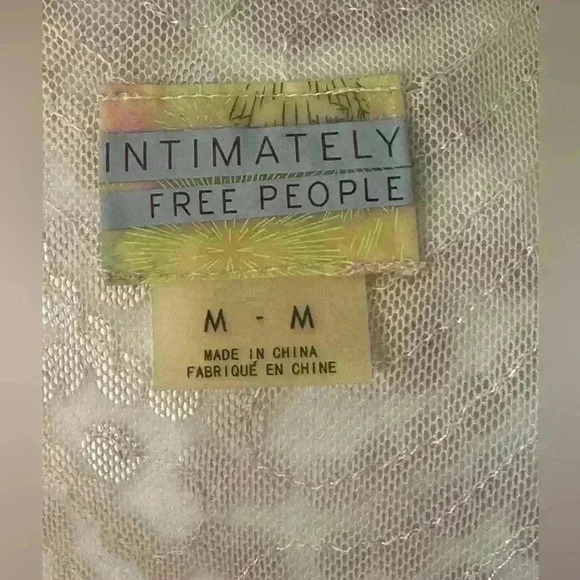 INTIMATELY
FREE PEOPLE
M - M
MADE IN CHINA
FABRIQUÉ EN CHINE